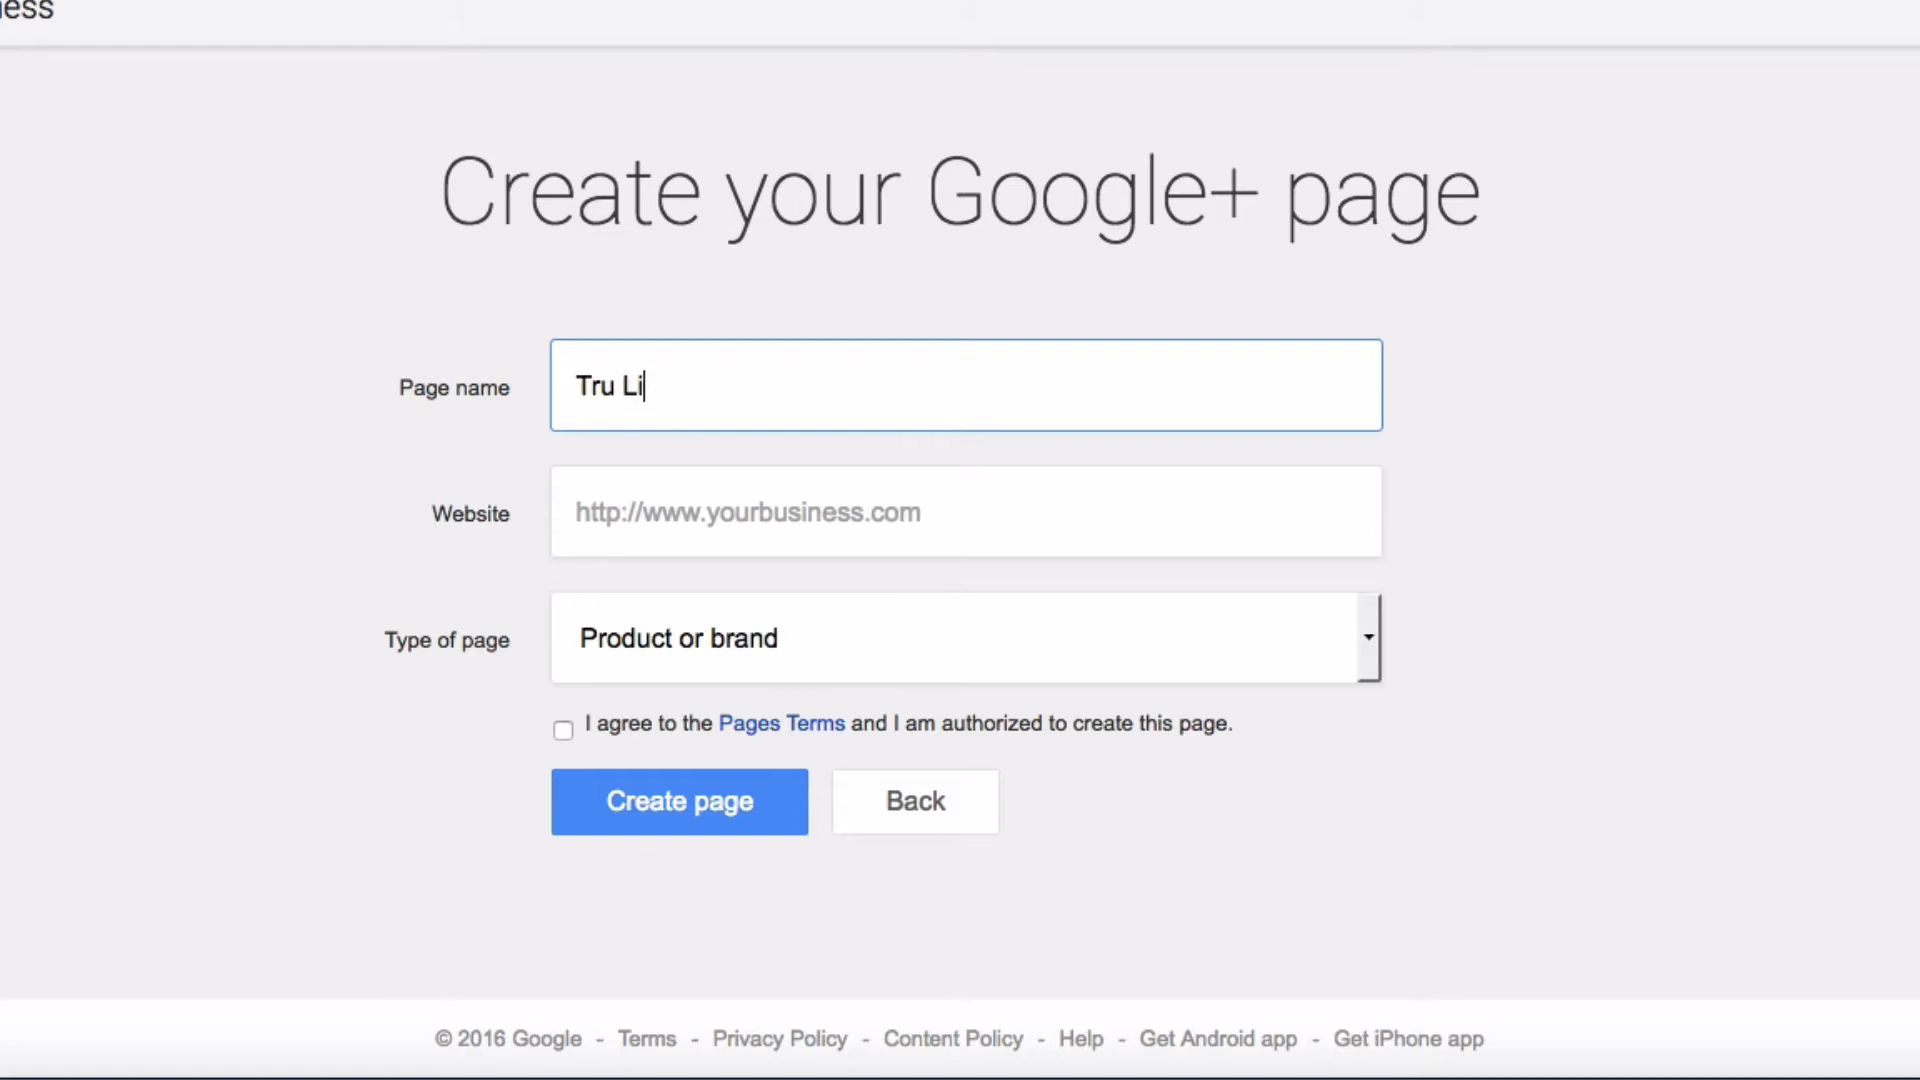 ness
Create your Google+ page
Page name
Tru Li
Website
http://www.yourbusiness.com
Type of page
Product or brand
I agree to the Pages Terms and I am authorized to create this page.
Create page
Back
© 2016 Google - Terms - Privacy Policy - Content Policy - Help - Get Android app - Get iPhone app